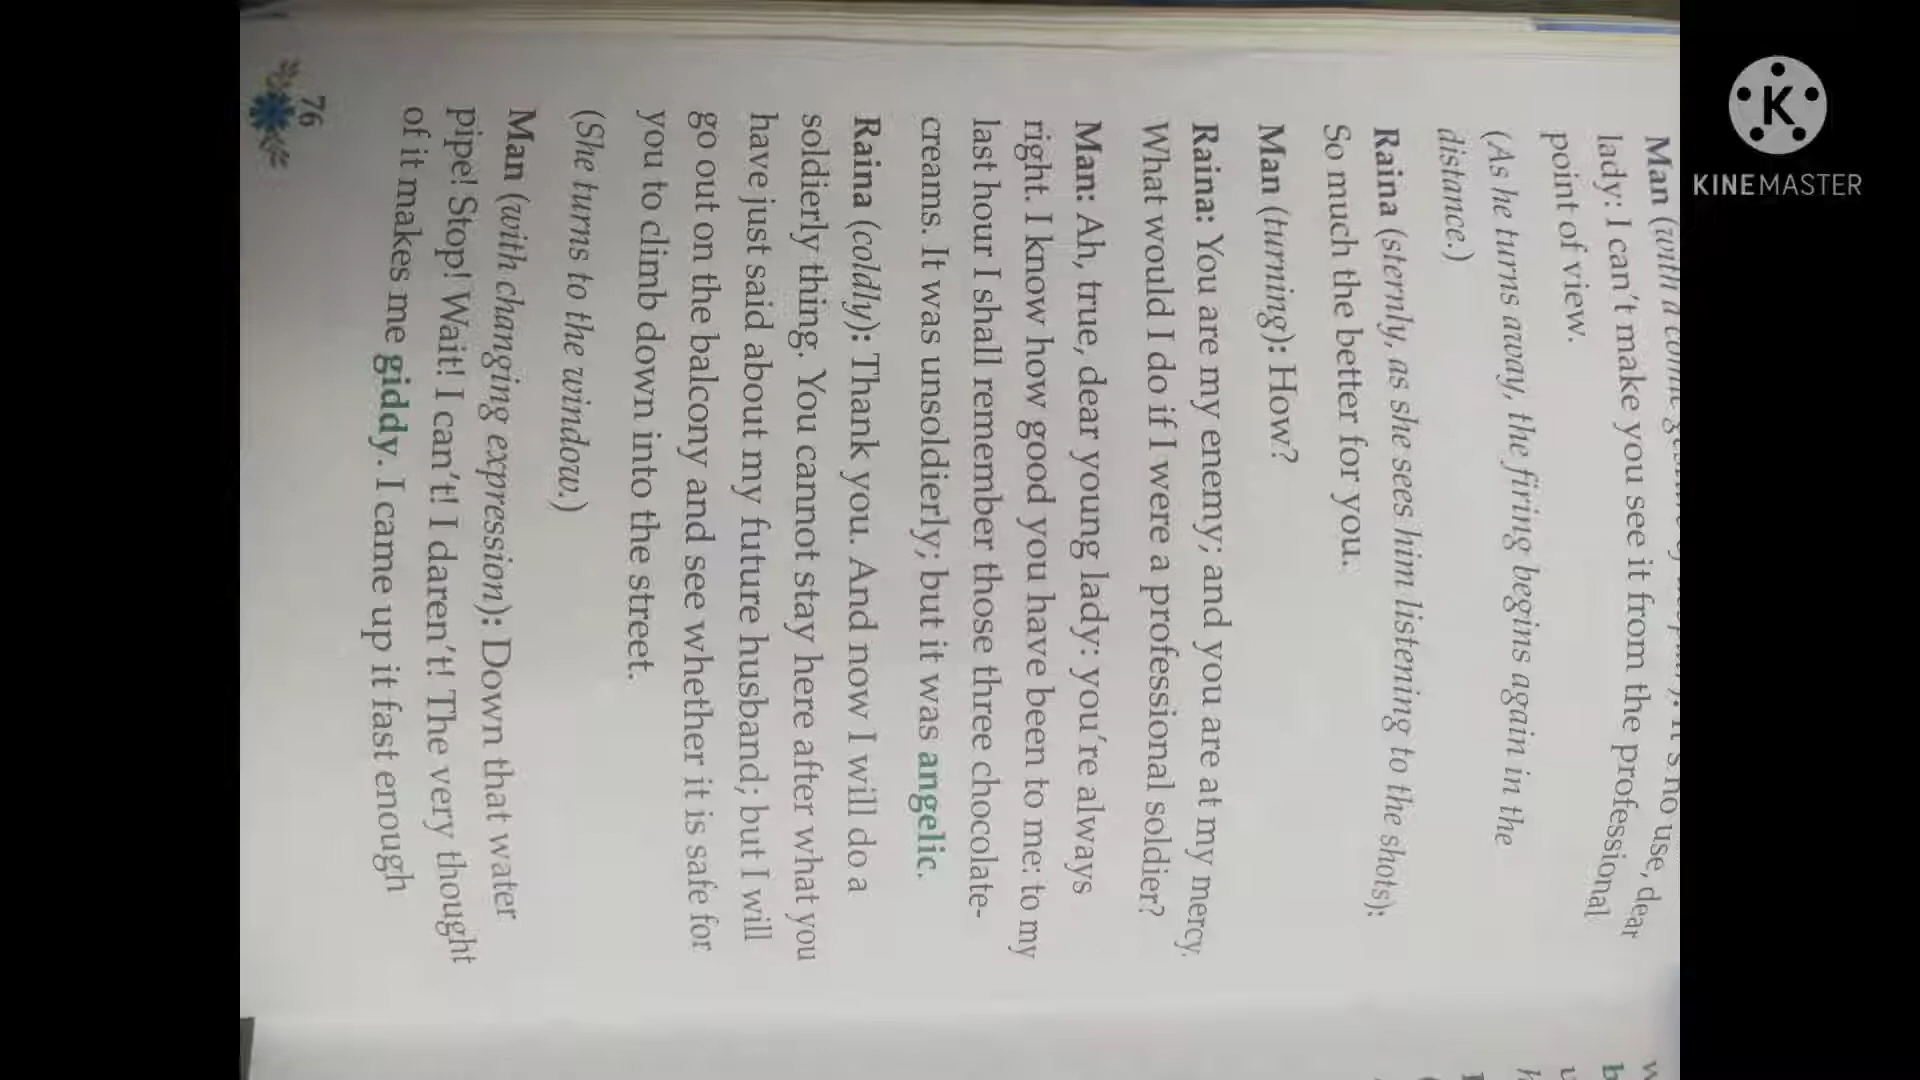 Man (with a comic gesture of despair): It's no use, dear
lady: I can't make you see it from the professional
point of view.
(As he turns away, the firing begins again in the
distance.)
Raina (sternly, as she sees him listening to the shots):
So much the better for you.
Man (turning): How?
Raina: You are my enemy; and you are at my mercy.
What would I do if I were a professional soldier?
Man: Ah, true, dear young lady: you're always
right. I know how good you have been to me: to my
last hour I shall remember those three chocolate-
creams. It was unsoldierly; but it was angelic.
Raina (coldly): Thank you. And now I will do a
soldierly thing. You cannot stay here after what you
have just said about my future husband; but I will
go out on the balcony and see whether it is safe for
you to climb down into the street.
(She turns to the window.)
Man (with changing expression): Down that water
pipe! Stop! Wait! I can't! I daren't! The very thought
of it makes me giddy. I came up it fast enough
76
KINEMASTER